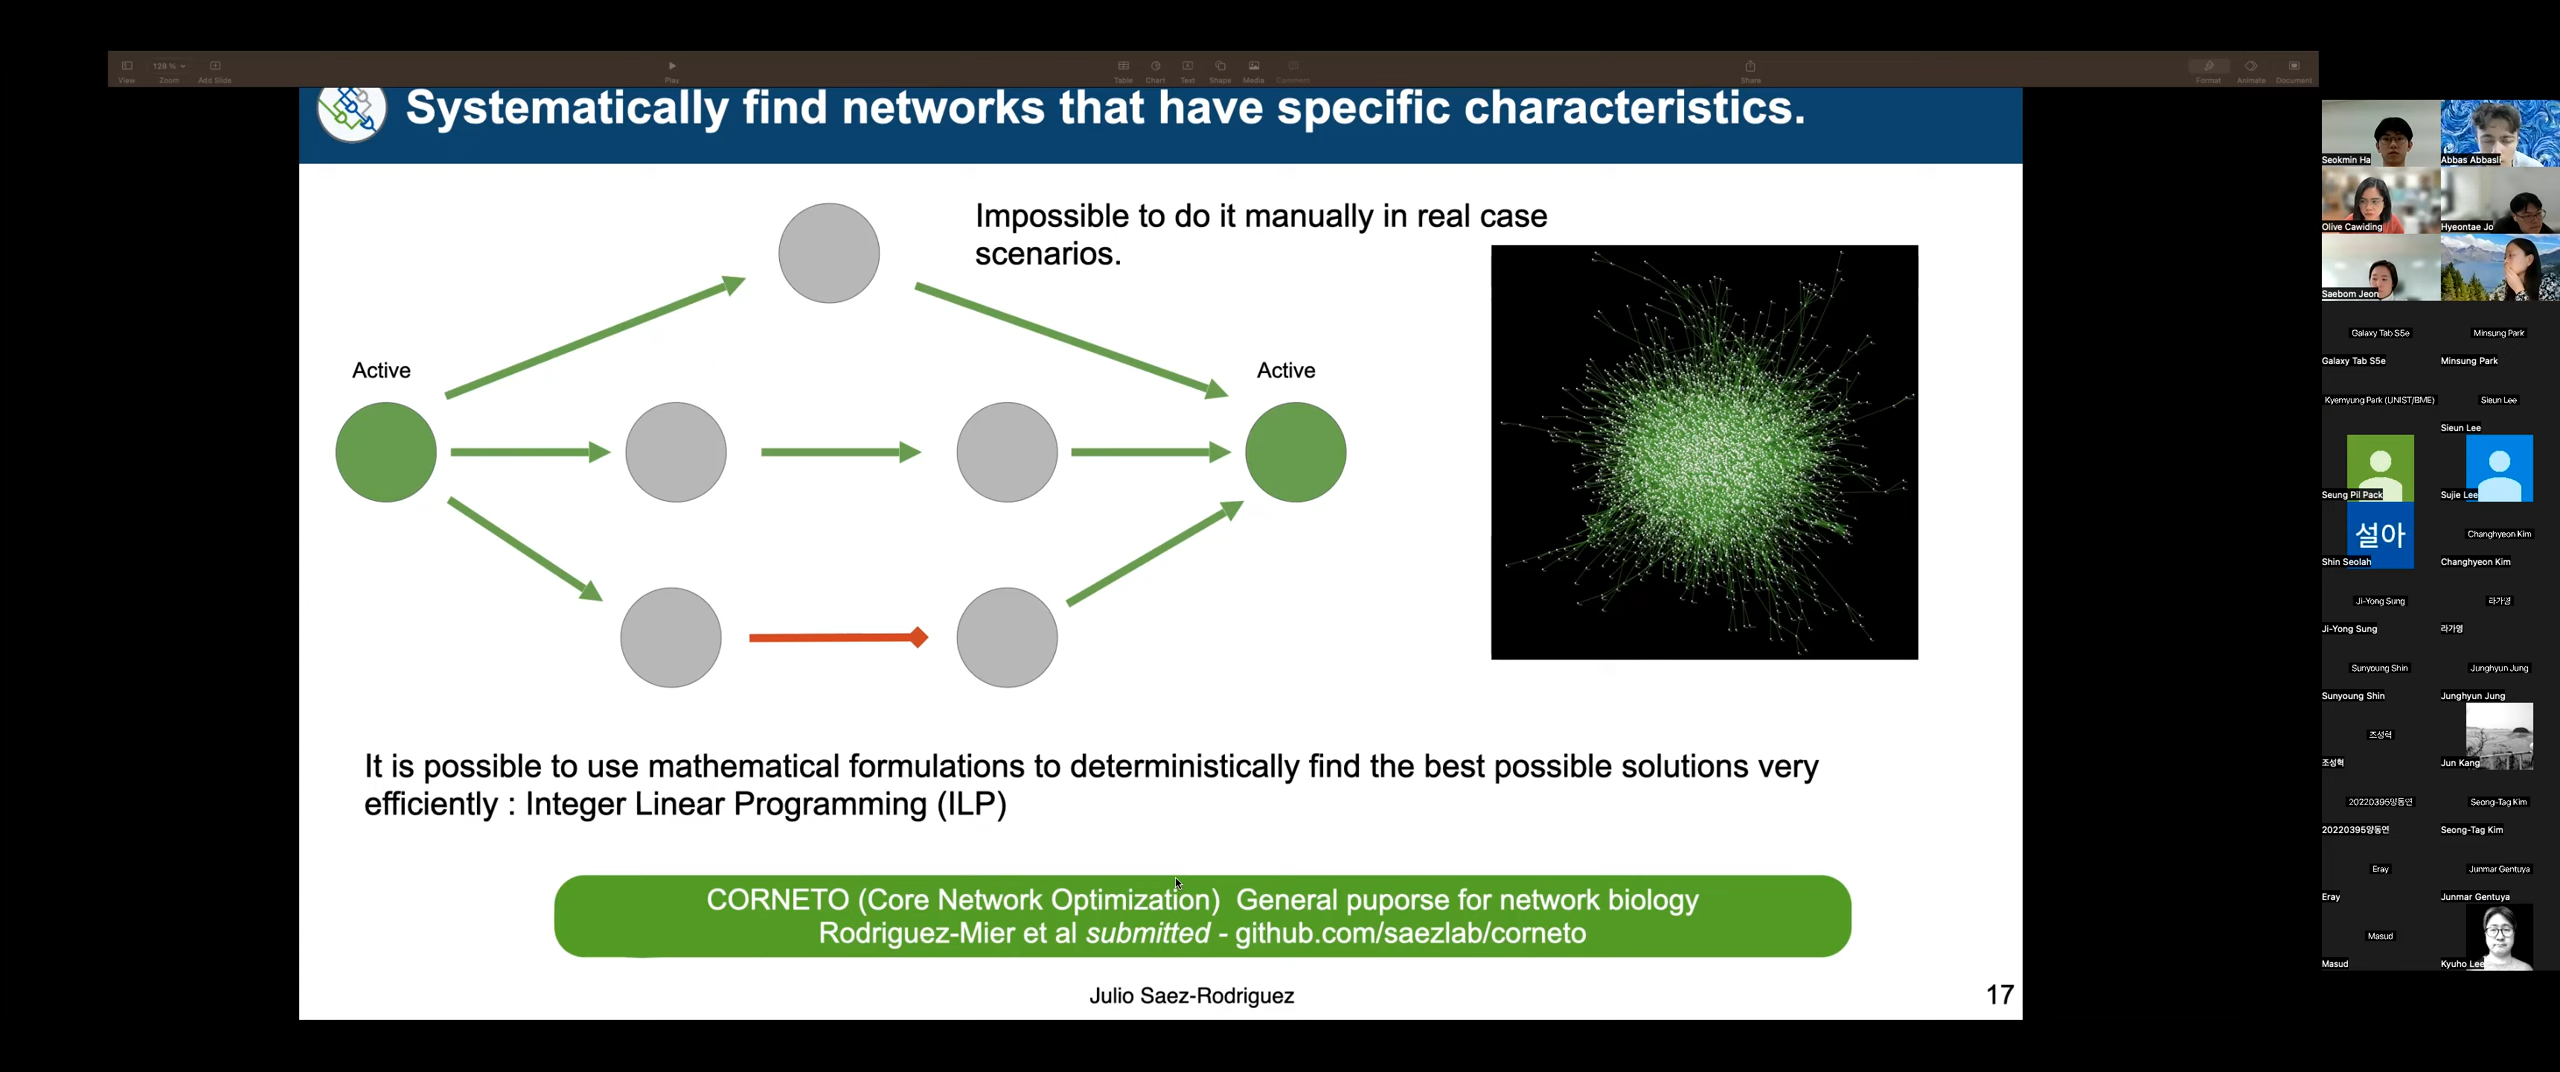 128 %
View
Zoom
Add Slide
Play
Table
Chart
Text
Shape
Media
Comment
Share
Format
Animate
Document
Systematically find networks that have specific characteristics.
Impossible to do it manually in real case
scenarios.
Active
Active
It is possible to use mathematical formulations to deterministically find the best possible solutions very
efficiently : Integer Linear Programming (ILP)
CORNETO (Core Network Optimization)  General puporse for network biology
Rodriguez-Mier et al submitted - github.com/saezlab/corneto
Julio Saez-Rodriguez
17
Seokmin Ha
Abbas Abbasli
Olive Cawiding
Hyeontae Jo
Saebom Jeon
Galaxy Tab S5e
Minsung Park
Galaxy Tab S5e
Minsung Park
Kyemyung Park (UNIST/BME)
Sieun Lee
Sieun Lee
Seung Pil Pack
Sujie Lee
설아
Changhyeon Kim
Shin Seolah
Changhyeon Kim
Ji-Yong Sung
라가영
Ji-Yong Sung
라가영
Sunyoung Shin
Junghyun Jung
Sunyoung Shin
Junghyun Jung
조성혁
조성혁
Jun Kang
20220395양동연
Seong-Tag Kim
20220395양동연
Seong-Tag Kim
Eray
Junmar Gentuya
Eray
Junmar Gentuya
Masud
Masud
Kyuho Lee